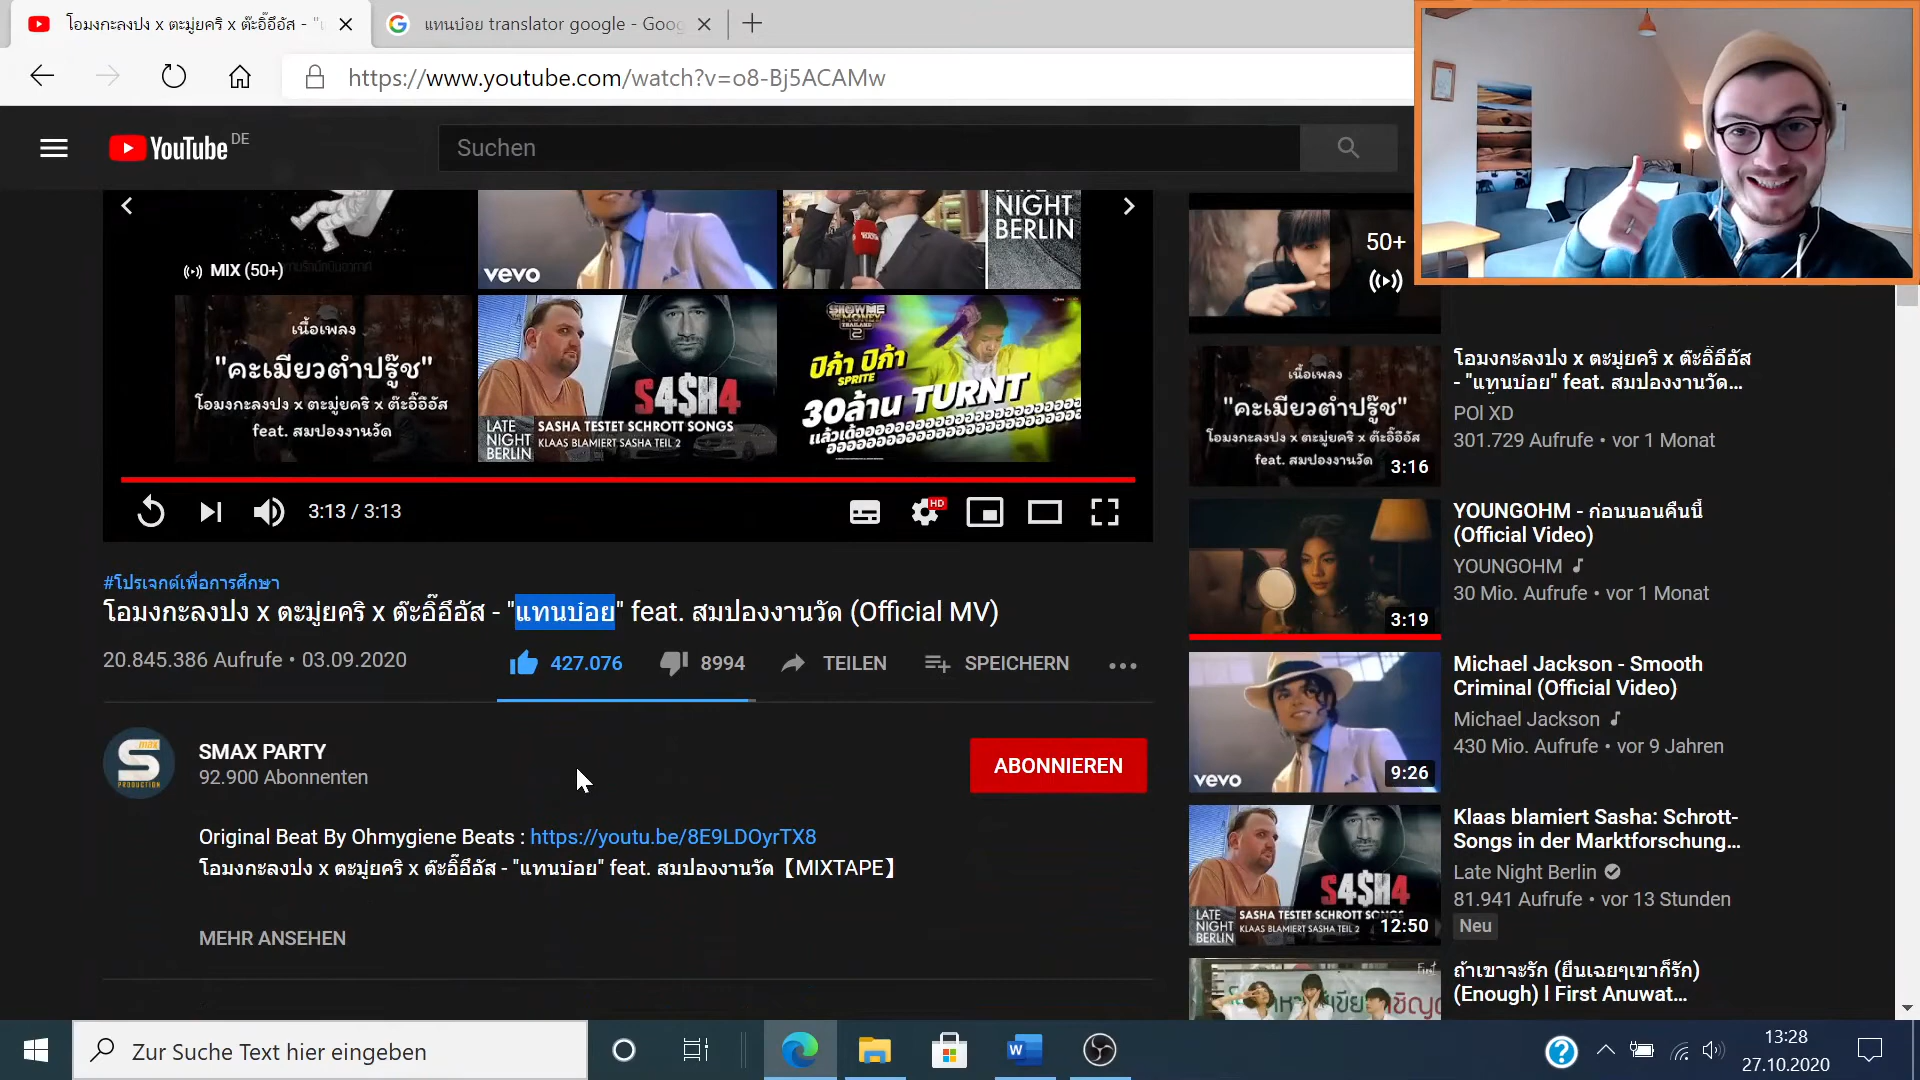 โอมงกะลงปง x ตะมู่ยคริ x ต๊ะอิ๊อึอัส - "แ
แทนบ๋อย translator google - Goog
https://www.youtube.com/watch?v=o8-Bj5ACAMw
YouTube DE
Suchen
MIX (50+)
vevo
LATE
NIGHT
BERLIN
50+
เนื้อเพลง
"คะเมียวตำปรู๊ช"
โอมงกะลงปง x ตะมู่ยคริ x ต๊ะอิ๊อึอัส
feat. สมปองงานวัด
S4$H4
LATE
NIGHT
BERLIN
SASHA TESTET SCHROTT SONGS
KLAAS BLAMIERT SASHA TEIL 2
SHOW ME
THE MONEY
THAILAND
2
ปิก้า ปิก้า
SPRITE
30ล้าน TURNT
3:13 / 3:13
HD
#โปรเจกต์เพื่อการศึกษา
โอมงกะลงปง x ตะมู่ยคริ x ต๊ะอิ๊อึอัส - "แทนบ๋อย" feat. สมปองงานวัด (Official MV)
20.845.386 Aufrufe • 03.09.2020
427.076
8994
TEILEN
SPEICHERN
S max
PRODUCTION
SMAX PARTY
92.900 Abonnenten
ABONNIEREN
Original Beat By Ohmygiene Beats : https://youtu.be/8E9LDOyrTX8
โอมงกะลงปง x ตะมู่ยคริ x ต๊ะอิ๊อึอัส - "แทนบ๋อย" feat. สมปองงานวัด【MIXTAPE】
MEHR ANSEHEN
เนื้อเพลง
"คะเมียวตำปรู๊ช"
โอมงกะลงปง x ตะมู่ยคริ x ต๊ะอิ๊อึอัส
feat. สมปองงานวัด
3:16
โอมงกะลงปง x ตะมู่ยคริ x ต๊ะอิ๊อึอัส
- "แทนบ๋อย" feat. สมปองงานวัด...
POl XD
301.729 Aufrufe • vor 1 Monat
3:19
YOUNGOHM - ก่อนนอนคืนนี้
(Official Video)
YOUNGOHM
30 Mio. Aufrufe • vor 1 Monat
vevo
9:26
Michael Jackson - Smooth
Criminal (Official Video)
Michael Jackson
430 Mio. Aufrufe • vor 9 Jahren
S4$H4
LATE
NIGHT
BERLIN
SASHA TESTET SCHROTT SONGS
KLAAS BLAMIERT SASHA TEIL 2
12:50
Klaas blamiert Sasha: Schrott-
Songs in der Marktforschung...
Late Night Berlin
81.941 Aufrufe • vor 13 Stunden
Neu
First
ถ้าเขาจะรัก (ยืนเฉยๆเขาก็รัก)
(Enough) l First Anuwat...
Zur Suche Text hier eingeben
W
13:28
27.10.2020